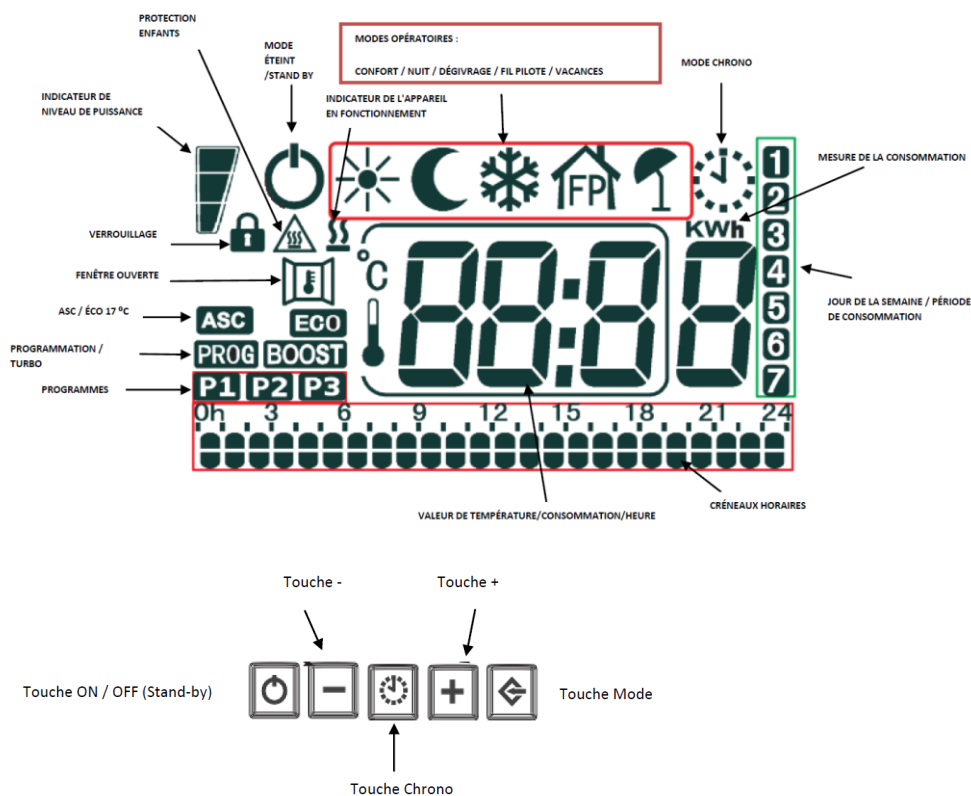 PROTECTION
ENFANTS
MODE
ÉTEINT
/STAND BY
MODES OPÉRATOIRES :
CONFORT / NUIT / DÉGIVRAGE / FIL PILOTE / VACANCES
MODE CHRONO
INDICATEUR DE
NIVEAU DE PUISSANCE
INDICATEUR DE L'APPAREIL
EN FONCTIONNEMENT
FP
1
MESURE DE LA CONSOMMATION
2
KWh
VERROUILLAGE
3
°C
88:88
FENÊTRE OUVERTE
4
JOUR DE LA SEMAINE / PÉRIODE
DE CONSOMMATION
ASC / ÉCO 17 ºC
ASC ECO
5
PROGRAMMATION /
TURBO
PROG BOOST
6
PROGRAMMES
P1 P2 P3
7
0h 3 6 9 12 15 18 21 24
CRÉNEAUX HORAIRES
VALEUR DE TEMPÉRATURE/CONSOMMATION/HEURE
Touche -
Touche +
Touche ON / OFF (Stand-by)
Touche Mode
Touche Chrono